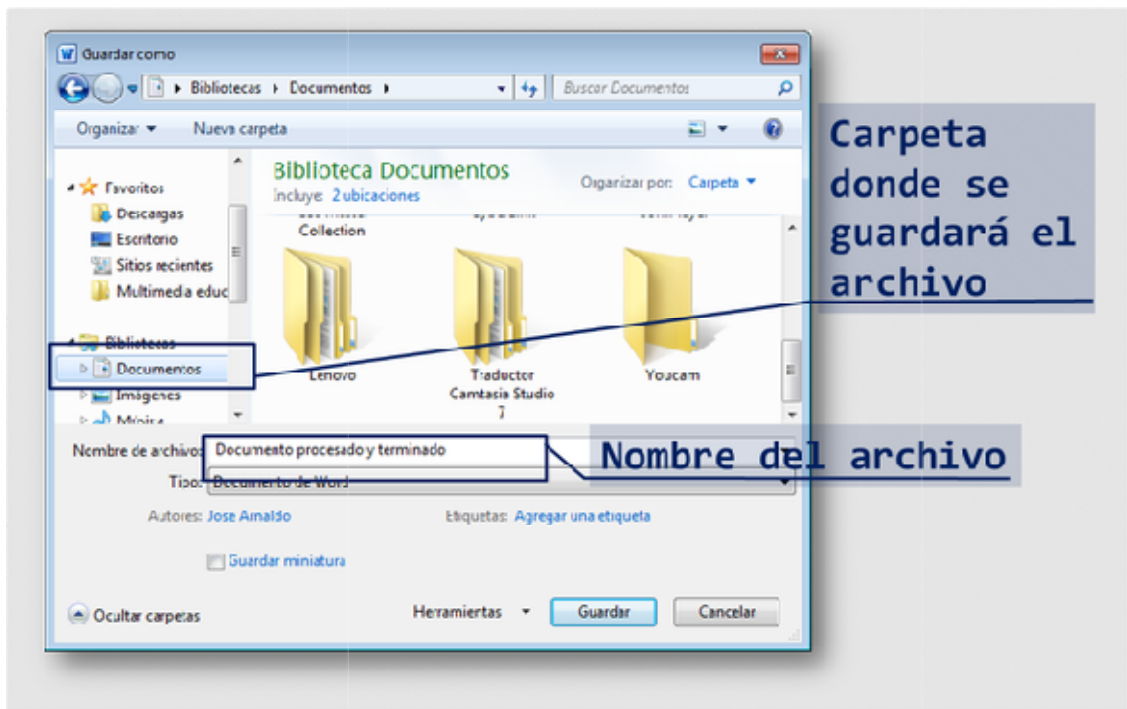 Guardar como
Bibliotecas Documentos
Buscar Documentos
Organizar
Nueva carpeta
Favoritos
Descargas
Escritorio
Sitios recientes
Multimedia educ
Bibliotecas
Documentos
Imágenes
Música
Biblioteca Documentos
Incluye: 2 ubicaciones
Organizar por: Carpeta
Collection
Lenovo
Traductor
Camtasia Studio
7
Youcam
Carpeta
donde se
guardará el
archivo
Nombre de archivo: Documento procesado y terminado
Nombre del archivo
Tipo: Documento de Word
Autores: Jose Arnaldo
Etiquetas: Agregar una etiqueta
Guardar miniatura
Ocultar carpetas
Herramientas
Guardar
Cancelar